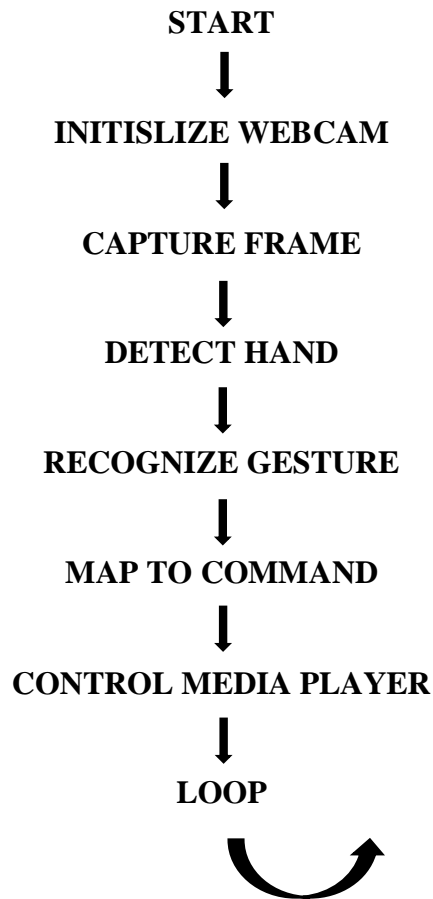 START
INITISLIZE WEBCAM
CAPTURE FRAME
DETECT HAND
RECOGNIZE GESTURE
MAP TO COMMAND
CONTROL MEDIA PLAYER
LOOP